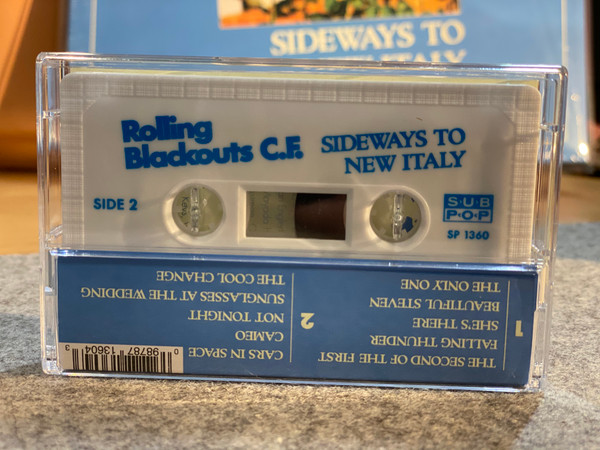 SIDEWAYS TO
NEW ITALY
Rolling
Blackouts C.F.
SIDEWAYS TO
NEW ITALY
SIDE 2
SUB
POP
SP 1360
1
THE SECOND OF THE FIRST
FALLING THUNDER
SHE'S THERE
BEAUTIFUL STEVEN
THE ONLY ONE
2
CARS IN SPACE
CAMEO
NOT TONIGHT
SUNGLASSES AT THE WEDDING
THE COOL CHANGE
0 98787 13604 3